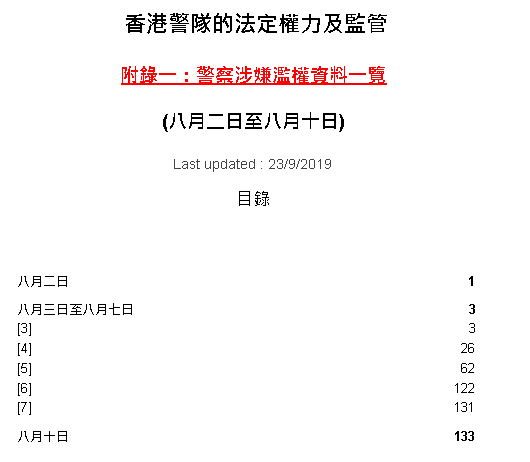 香港警隊的法定權力及監管
附錄一：警察涉嫌濫權資料一覽
(八月二日至八月十日)
Last updated : 23/9/2019
目錄
八月二日 1
八月三日至八月七日 3
[3] 3
[4] 26
[5] 62
[6] 122
[7] 131
八月十日 133